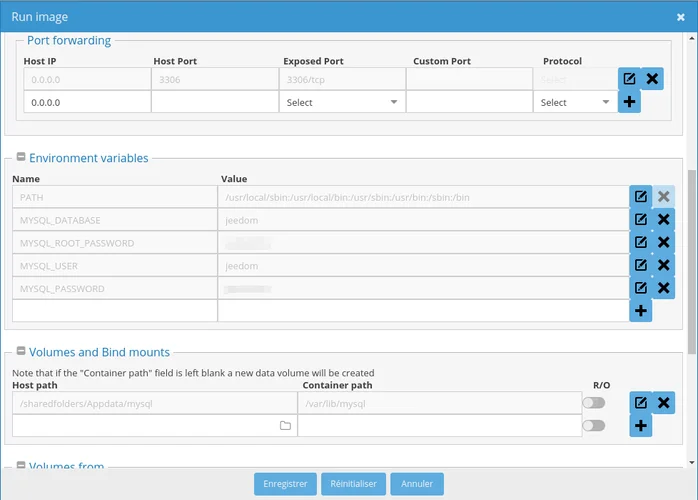 Run image
Port forwarding
Host IP Host Port Exposed Port Custom Port Protocol
0.0.0.0 3306 3306/tcp Select
0.0.0.0 Select Select
Environment variables
Name Value
PATH /usr/local/sbin:/usr/local/bin:/usr/sbin:/usr/bin:/sbin:/bin
MYSQL_DATABASE jeedom
MYSQL_ROOT_PASSWORD
MYSQL_USER jeedom
MYSQL_PASSWORD
Volumes and Bind mounts
Note that if the "Container path" field is left blank a new data volume will be created
Host path Container path R/O
/sharedfolders/Appdata/mysql /var/lib/mysql
Volumes from
Enregistrer Réinitialiser Annuler